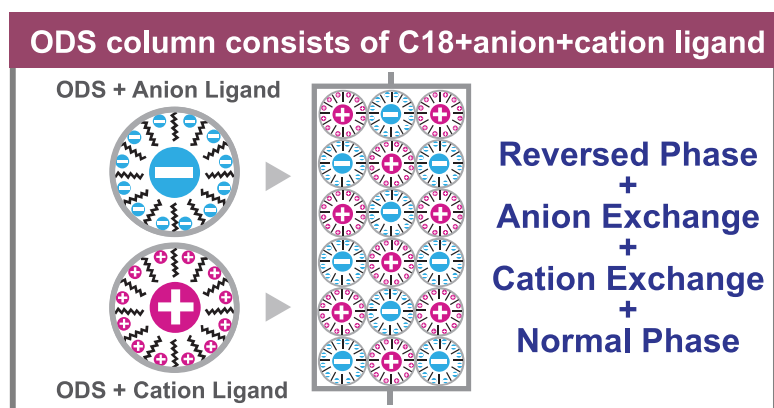 ODS column consists of C18+anion+cation ligand
ODS + Anion Ligand
ODS + Cation Ligand
Reversed Phase
+
Anion Exchange
+
Cation Exchange
+
Normal Phase